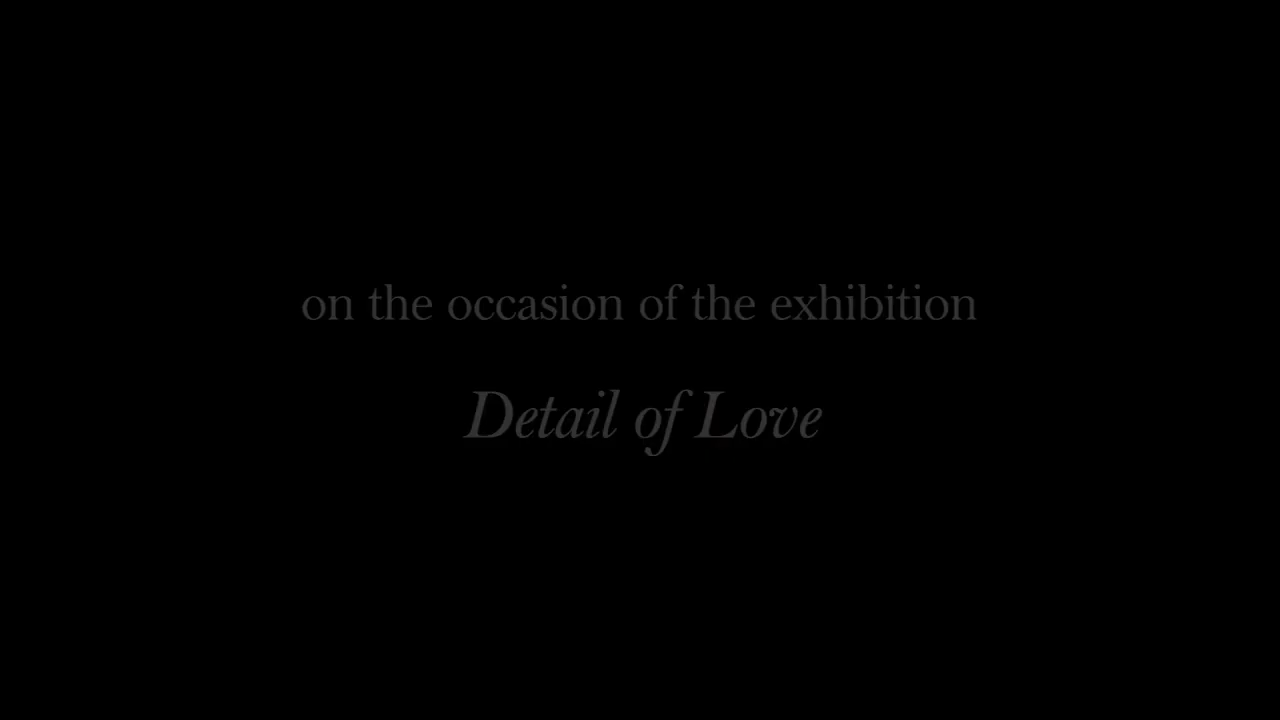 on the occasion of the exhibition
Detail of Love